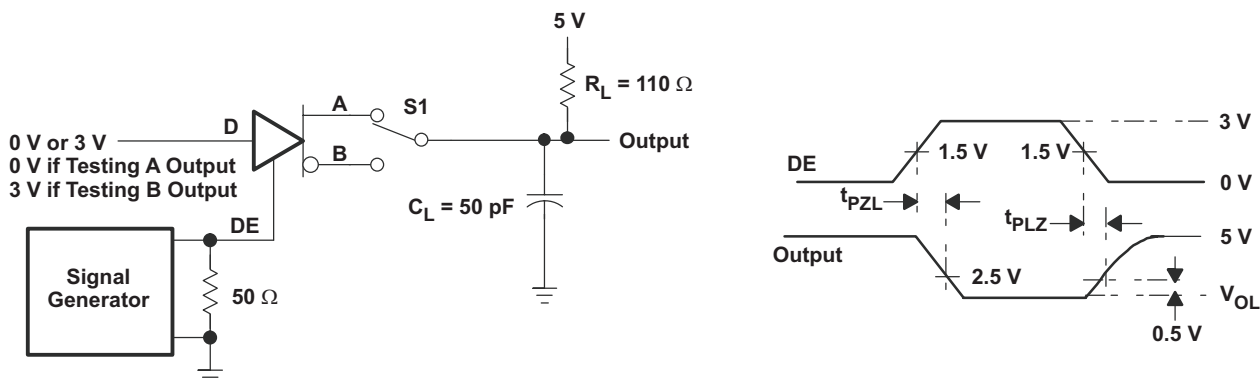 5 V
R_L = 110 Ω
A
S1
D
0 V or 3 V
0 V if Testing A Output
3 V if Testing B Output
B
Output
C_L = 50 pF
DE
Signal
Generator
50 Ω
3 V
DE
1.5 V
1.5 V
0 V
t_PZL
t_PLZ
5 V
Output
2.5 V
V_OL
0.5 V